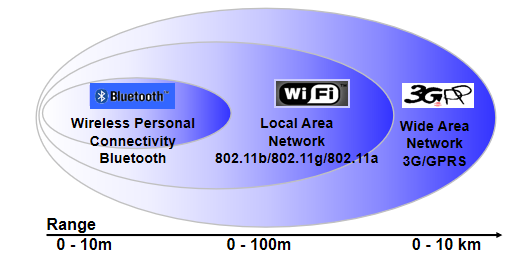 Bluetooth™
Wireless Personal
Connectivity
Bluetooth
Wi Fi
Local Area
Network
802.11b/802.11g/802.11a
3GPP
Wide Area
Network
3G/GPRS
Range
0 - 10m
0 - 100m
0 - 10 km